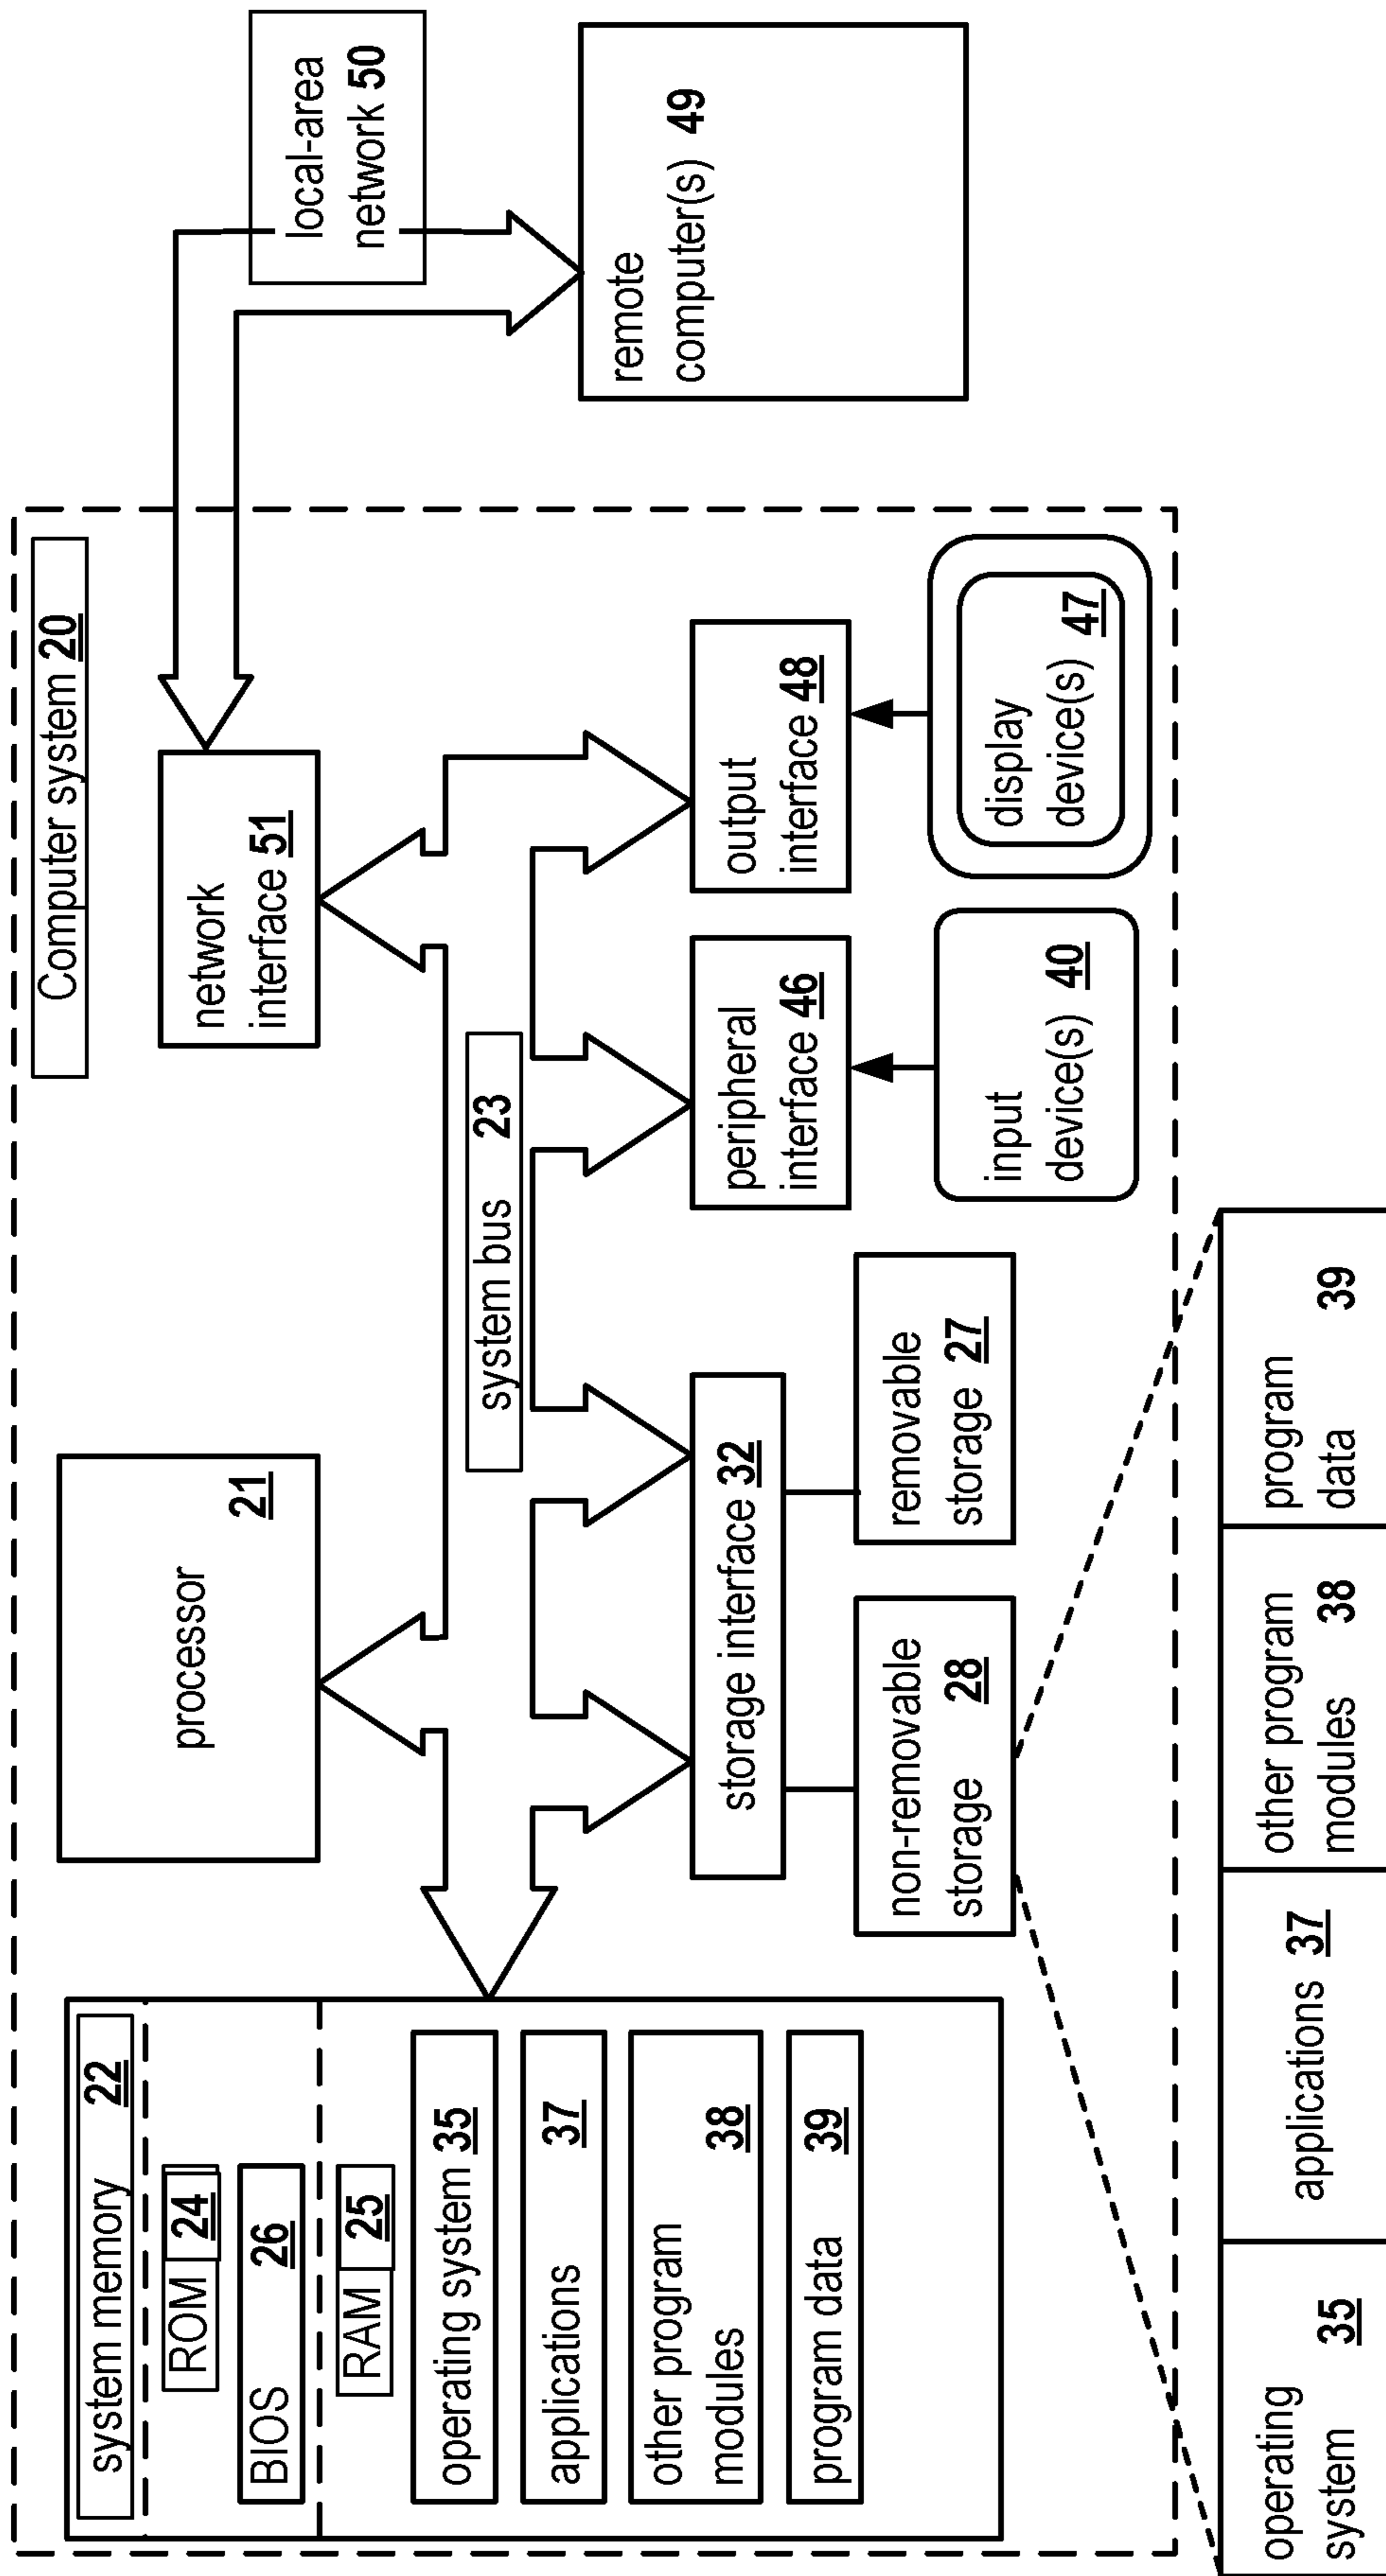 Computer system 20
system memory 22
ROM 24
BIOS 26
RAM 25
operating system 35
applications 37
other program
modules 38
program data 39
processor 21
network
interface 51
local-area
network 50
system bus 23
storage interface 32
peripheral
interface 46
output
interface 48
remote
computer(s) 49
non-removable
storage 28
removable
storage 27
input
device(s) 40
display
device(s) 47
operating
system 35
applications 37
other program
modules 38
program
data 39